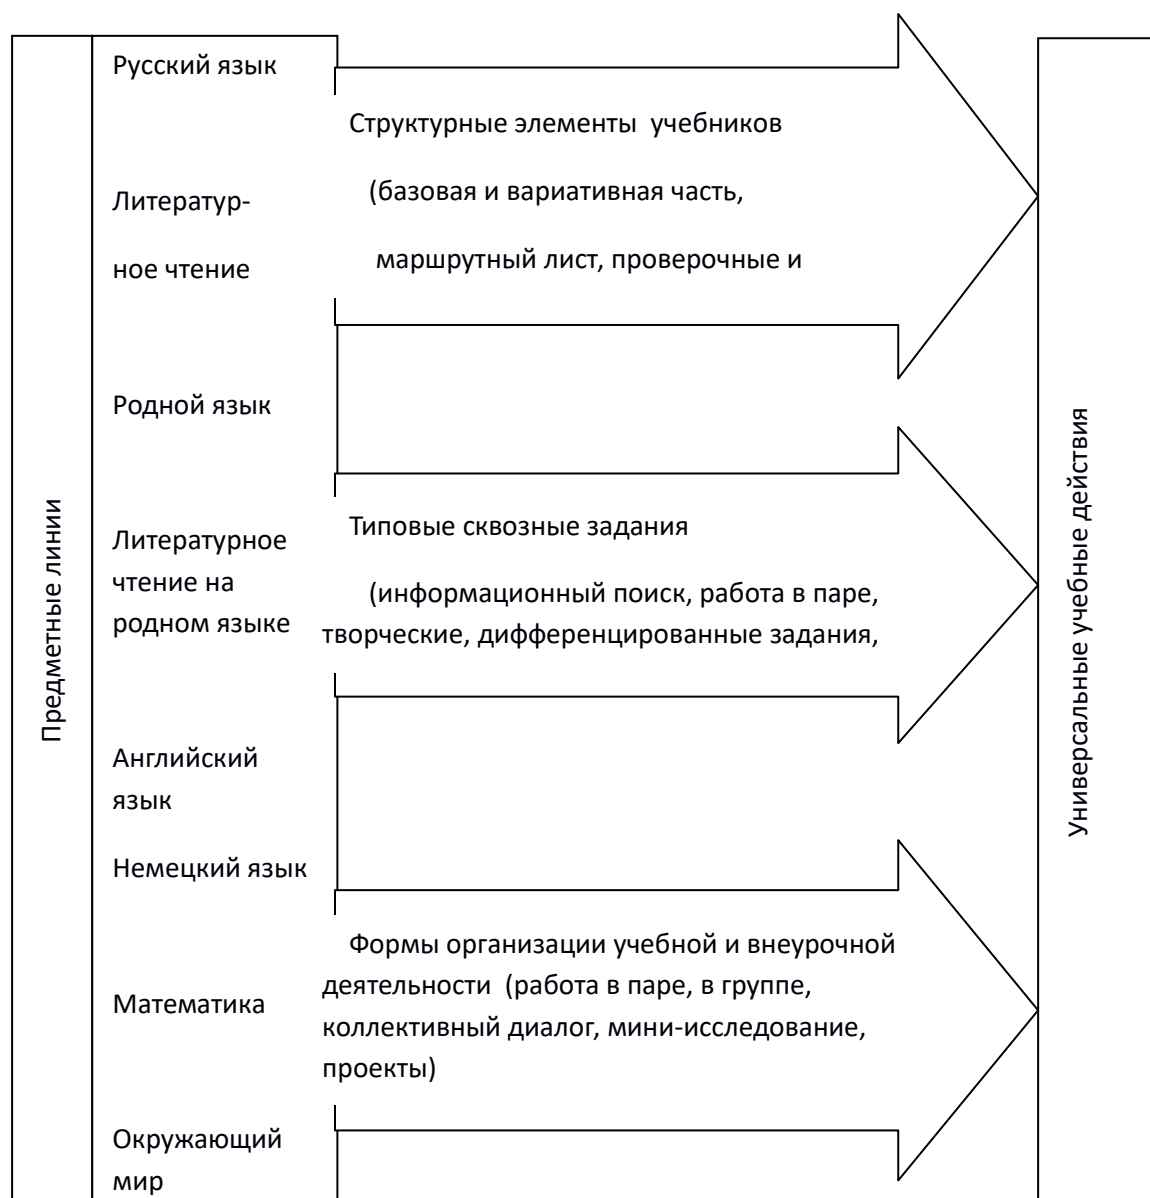 Предметные линии
Русский язык
Литератур-
ное чтение
Родной язык
Литературное
чтение на
родном языке
Английский
язык
Немецкий язык
Математика
Окружающий
мир
Структурные элементы учебников
(базовая и вариативная часть,
маршрутный лист, проверочные и
Типовые сквозные задания
(информационный поиск, работа в паре,
творческие, дифференцированные задания,
Формы организации учебной и внеурочной
деятельности (работа в паре, в группе,
коллективный диалог, мини-исследование,
проекты)
Универсальные учебные действия